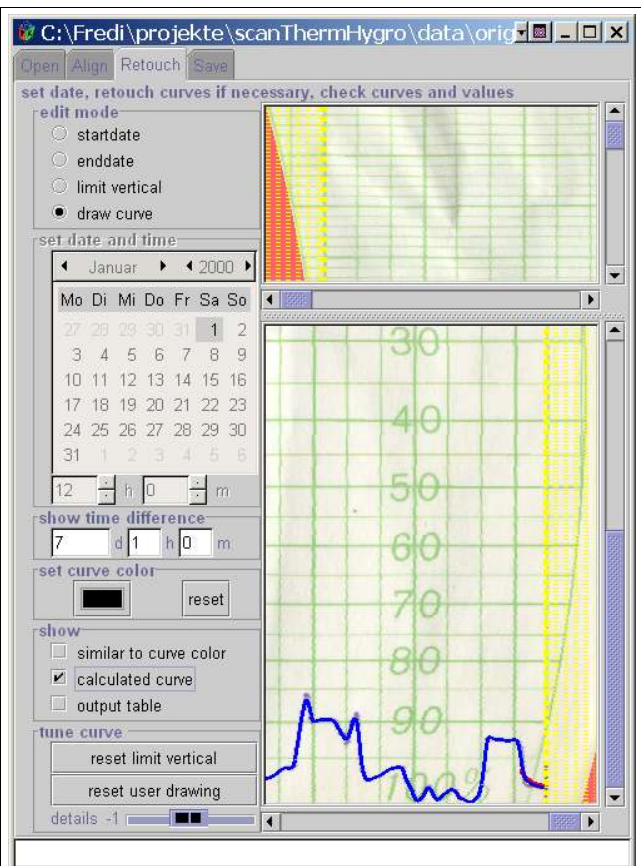 C:\Fredi\projekte\scanThermHygro\data\orig
Open Align Retouch Save
set date, retouch curves if necessary, check curves and values
edit mode
startdate
enddate
limit vertical
draw curve
set date and time
Januar 2000
Mo Di Mi Do Fr Sa So
27 28 29 30 31 1 2
3 4 5 6 7 8 9
10 11 12 13 14 15 16
17 18 19 20 21 22 23
24 25 26 27 28 29 30
31 1 2 3 4 5 6
12 h 0 m
show time difference
7 d 1 h 0 m
set curve color
reset
show
similar to curve color
calculated curve
output table
tune curve
reset limit vertical
reset user drawing
details -1
30
40
50
60
70
80
90
100%